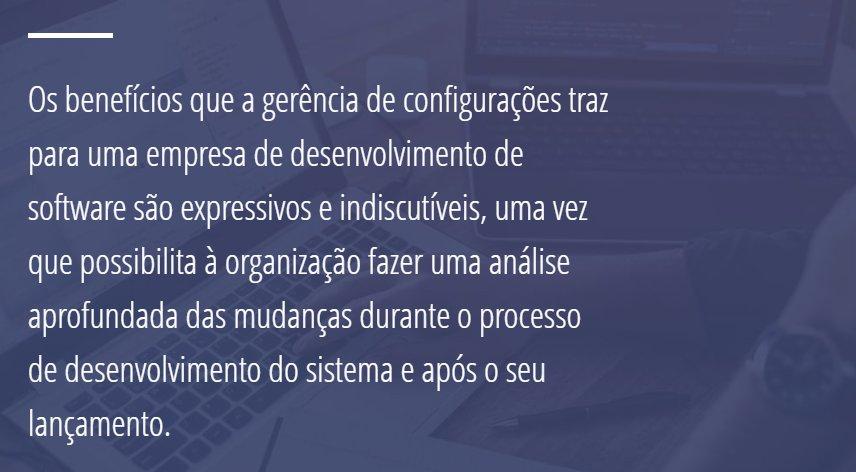 Os benefícios que a gerência de configurações traz
para uma empresa de desenvolvimento de
software são expressivos e indiscutíveis, uma vez
que possibilita à organização fazer uma análise
aprofundada das mudanças durante o processo
de desenvolvimento do sistema e após o seu
lançamento.